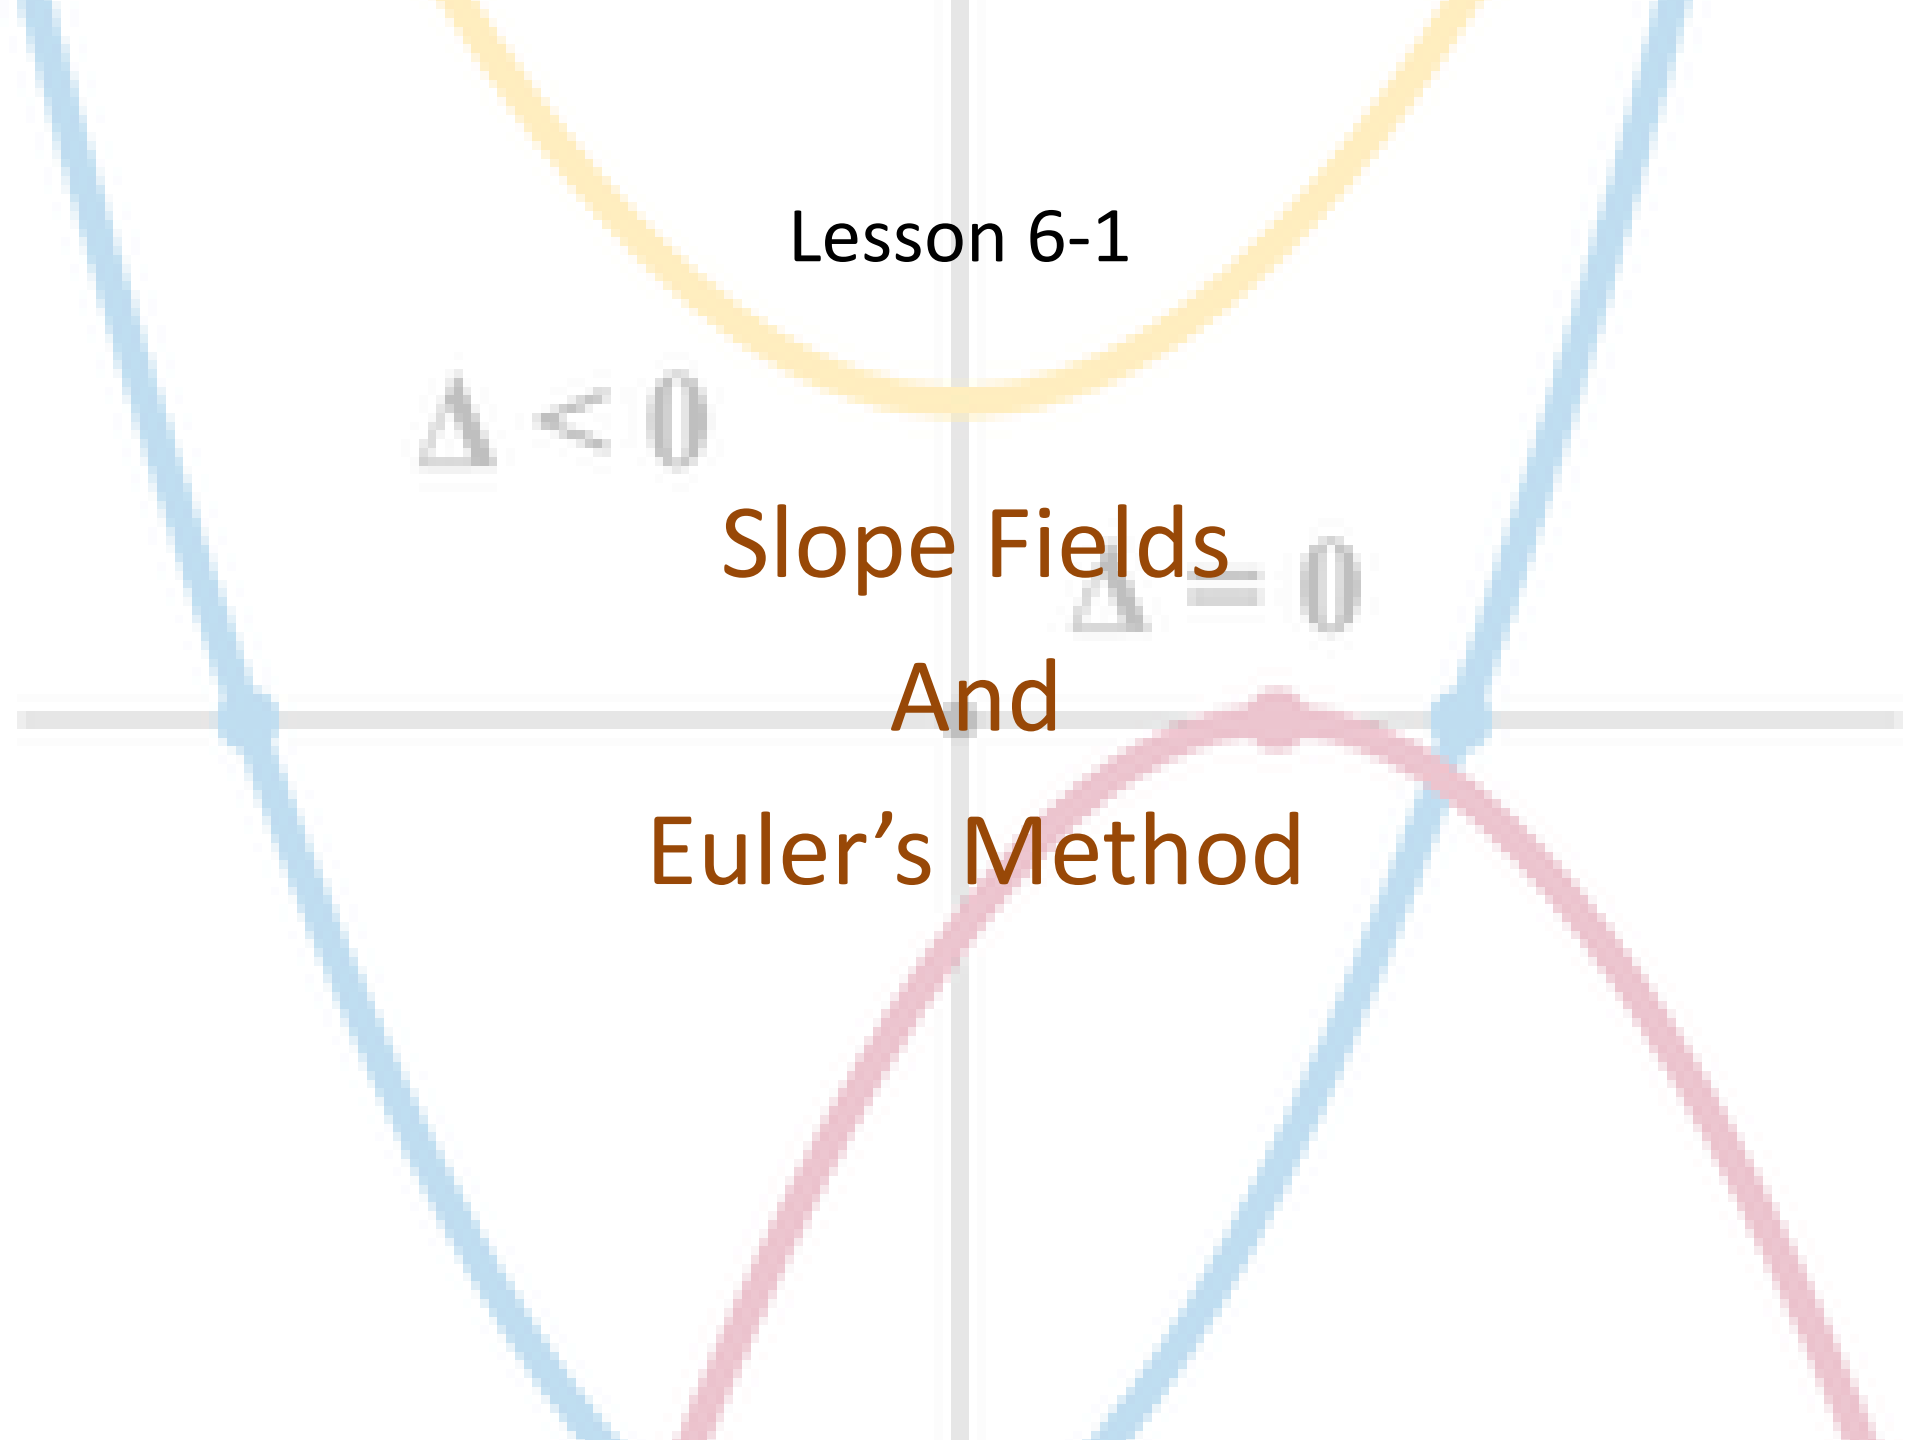 Lesson 6-1
Δ < 0
Slope Fields
Δ = 0
And
Euler’s Method